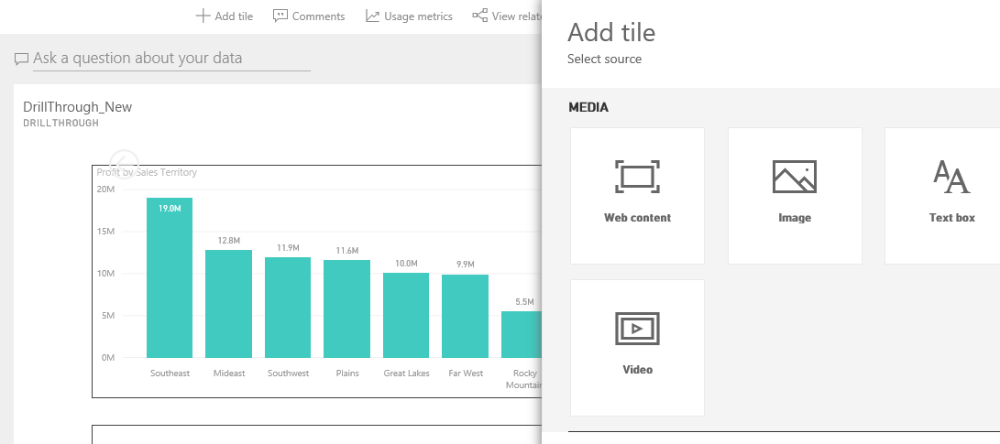 Add tile
Comments
Usage metrics
View relate
Ask a question about your data
DrillThrough_New
DRILLTHROUGH
Profit by Sales Territory
20M
15M
10M
5M
0M
19.0M
12.8M
11.9M
11.6M
10.0M
9.9M
5.5M
Southeast
Mideast
Southwest
Plains
Great Lakes
Far West
Rocky
Mountain
Add tile
Select source
MEDIA
Web content
Image
Text box
Video